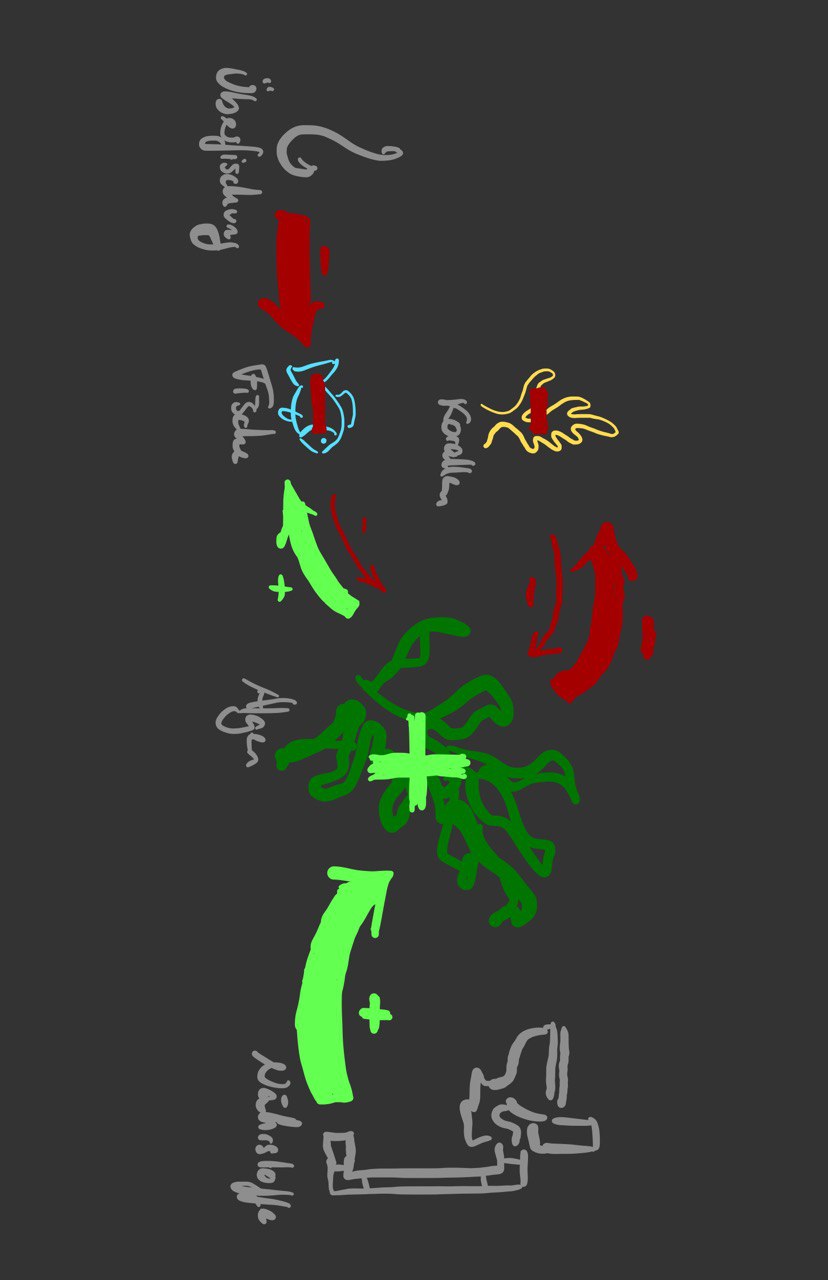 Überfischung
Fische
Korallen
Algen
Nährstoffe